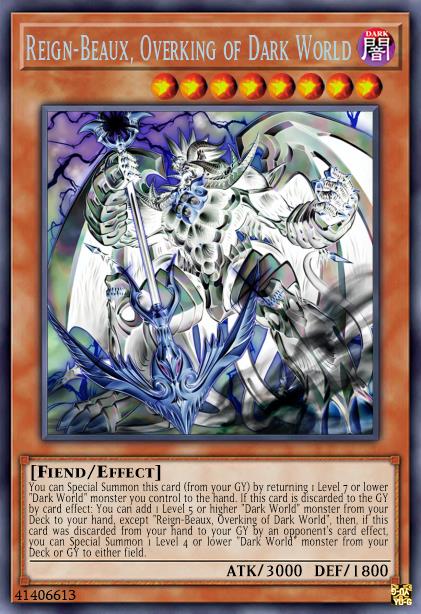 Reign-Beaux, Overking of Dark World
DARK
闇
[Fiend/Effect]
You can Special Summon this card (from your GY) by returning 1 Level 7 or lower
"Dark World" monster you control to the hand. If this card is discarded to the GY
by card effect: You can add 1 Level 5 or higher "Dark World" monster from your
Deck to your hand, except "Reign-Beaux, Overking of Dark World", then, if this
card was discarded from your hand to your GY by an opponent's card effect,
you can Special Summon 1 Level 4 or lower "Dark World" monster from your
Deck or GY to either field.
ATK/3000 DEF/1800
41406613